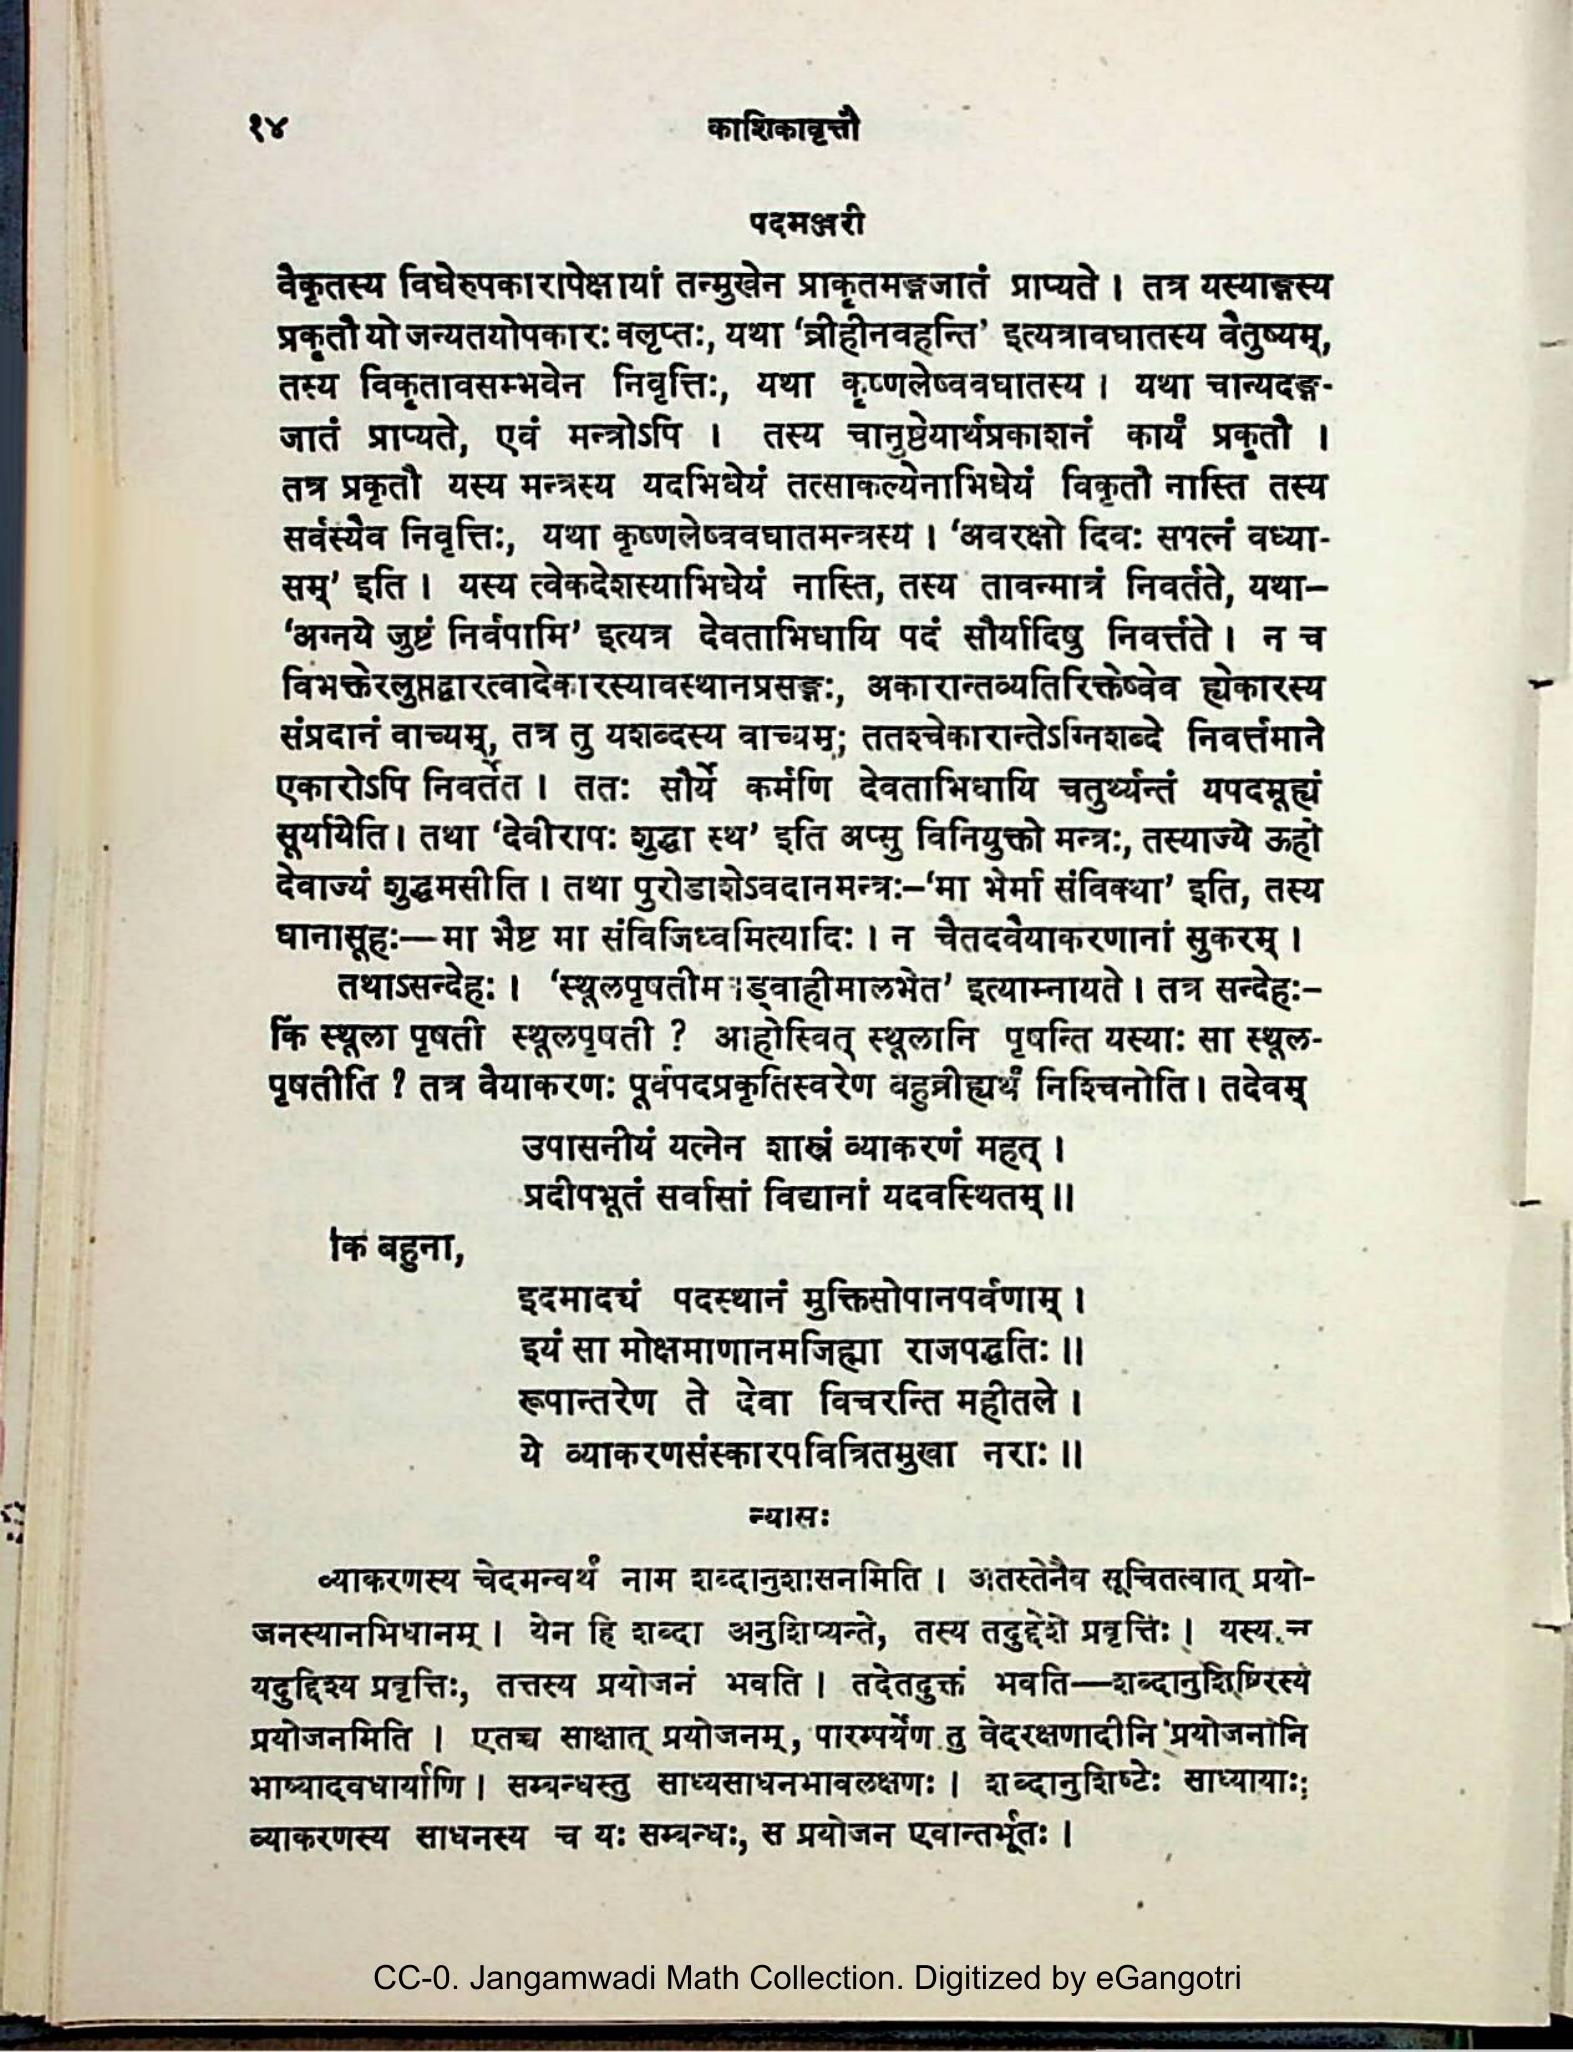 १४
काशिकावृत्तौ
पदमञ्जरी
वैकृतस्य विधेरुपकारापेक्षायां तन्मुखेन प्राकृतमङ्गजातं प्राप्यते । तत्र यस्याङ्गस्य
प्रकृतौ यो जन्यतयोपकारः क्लृप्तः, यथा ‘व्रीहीनवहन्ति’ इत्यत्रावघातस्य वैतुष्यम्,
तस्य विकृतावसम्भवेन निवृत्तिः, यथा कृष्णलेष्ववघातस्य । यथा चान्यदङ्ग-
जातं प्राप्यते, एवं मन्त्रोऽपि । तस्य चानुष्ठेयार्थप्रकाशनं कार्यं प्रकृतौ ।
तत्र प्रकृतौ यस्य मन्त्रस्य यदभिधेयं तत्साकल्येनाभिधेयं विकृतौ नास्ति तस्य
सर्वस्यैव निवृत्तिः, यथा कृष्णलेष्ववघातमन्त्रस्य । ‘अवरक्षो दिवः सपत्नं वध्या-
सम्’ इति । यस्य त्वेकदेशस्याभिधेयं नास्ति, तस्य तावन्मात्रं निवर्तते, यथा–
‘अग्नये जुष्टं निर्वपामि’ इत्यत्र देवताभिधायि पदं सौर्यादिषु निवर्त्तते । न च
विभक्तेरलुप्तद्वारत्वादेकारस्यावस्थानप्रसङ्गः, अकारान्तव्यतिरिक्तेष्वेव ह्येकारस्य
संप्रदानं वाच्यम्, तत्र तु यशब्दस्य वाच्यम्; ततश्चेकारान्तेऽग्निशब्दे निवर्त्तमाने
एकारोऽपि निवर्तेत । ततः सौर्ये कर्मणि देवताभिधायि चतुर्थ्यन्तं यपदमूह्यं
सूर्यायेति । तथा ‘देवीरापः शुद्धा स्थ’ इति अप्सु विनियुक्तो मन्त्रः, तस्याज्ये ऊहो
देवाज्यं शुद्धमसीति । तथा पुरोडाशेऽवदानमन्त्रः–‘मा भेर्मा संविक्था’ इति, तस्य
धानासूहः—मा भैष्ट मा संविजिध्वमित्यादिः । न चैतदवैयाकरणानां सुकरम् ।
तथाऽसन्देहः । ‘स्थूलपृषतीमाड्वाहीमालभेत’ इत्याम्नायते । तत्र सन्देहः–
किं स्थूला पृषती स्थूलपृषती ? आहोस्वित् स्थूलानि पृषन्ति यस्याः सा स्थूल-
पृषतीति ? तत्र वैयाकरणः पूर्वपदप्रकृतिस्वरेण बहुव्रीह्यर्थं निश्चिनोति । तदेवम्
उपासनीयं यत्नेन शास्त्रं व्याकरणं महत् ।
प्रदीपभूतं सर्वासां विद्यानां यदवस्थितम् ॥
किं बहुना,
इदमाद्यं पदस्थानं मुक्तिसोपानपर्वणाम् ।
इयं सा मोक्षमाणानमजिह्मा राजपद्धतिः ॥
रूपान्तरेण ते देवा विचरन्ति महीतले ।
ये व्याकरणसंस्कारपवित्रितमुखा नराः ॥
न्यासः
व्याकरणस्य चेदमन्वर्थं नाम शब्दानुशासनमिति । अतस्तेनैव सूचितत्वात् प्रयो-
जनस्यानभिधानम् । येन हि शब्दा अनुशिष्यन्ते, तस्य तदुद्देशे प्रवृत्तिः । यस्य च
यदुद्दिश्य प्रवृत्तिः, तत्तस्य प्रयोजनं भवति । तदेतदुक्तं भवति—शब्दानुशिष्टिरस्य
प्रयोजनमिति । एतच्च साक्षात् प्रयोजनम्, पारम्पर्येण तु वेदरक्षणादीनि प्रयोजनानि
भाष्यादवधार्याणि । सम्बन्धस्तु साध्यसाधनभावलक्षणः । शब्दानुशिष्टेः साध्यायाः
व्याकरणस्य साधनस्य च यः सम्बन्धः, स प्रयोजन एवान्तर्भूतः ।
CC-0. Jangamwadi Math Collection. Digitized by eGangotri